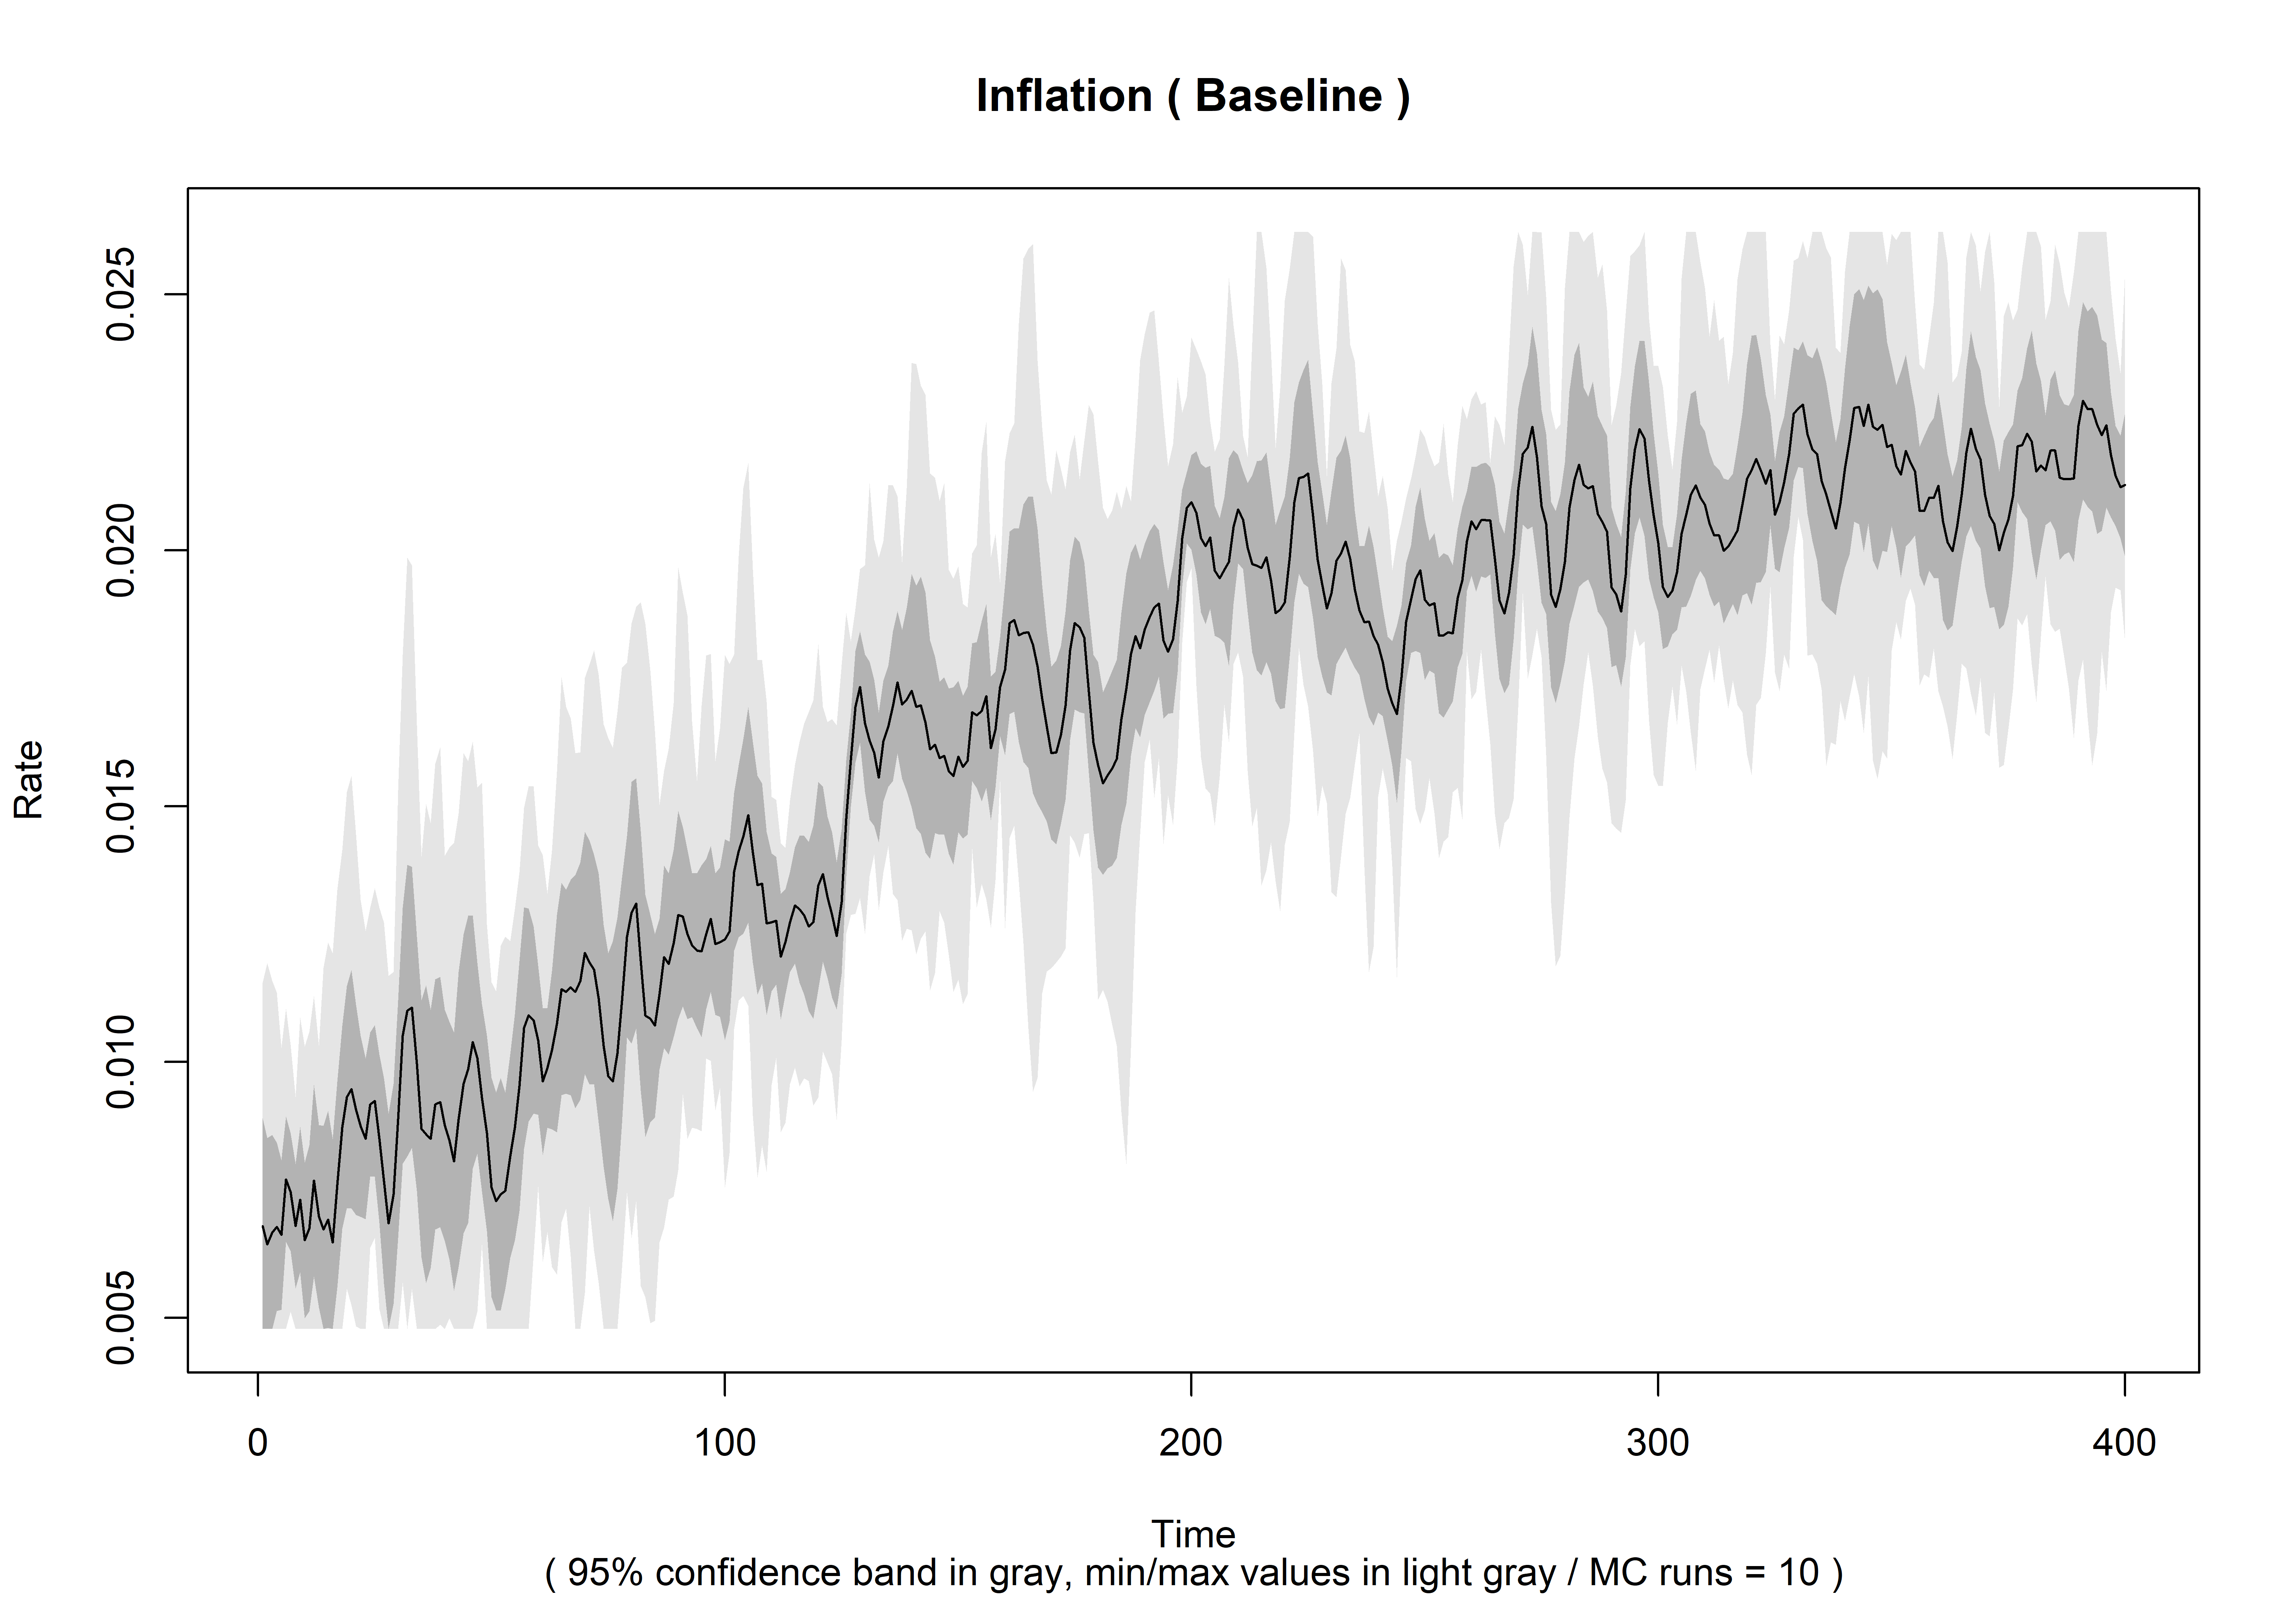 Inflation ( Baseline )
Rate
0.025
0.020
0.015
0.010
0.005
0 100 200 300 400
Time
( 95% confidence band in gray, min/max values in light gray / MC runs = 10 )